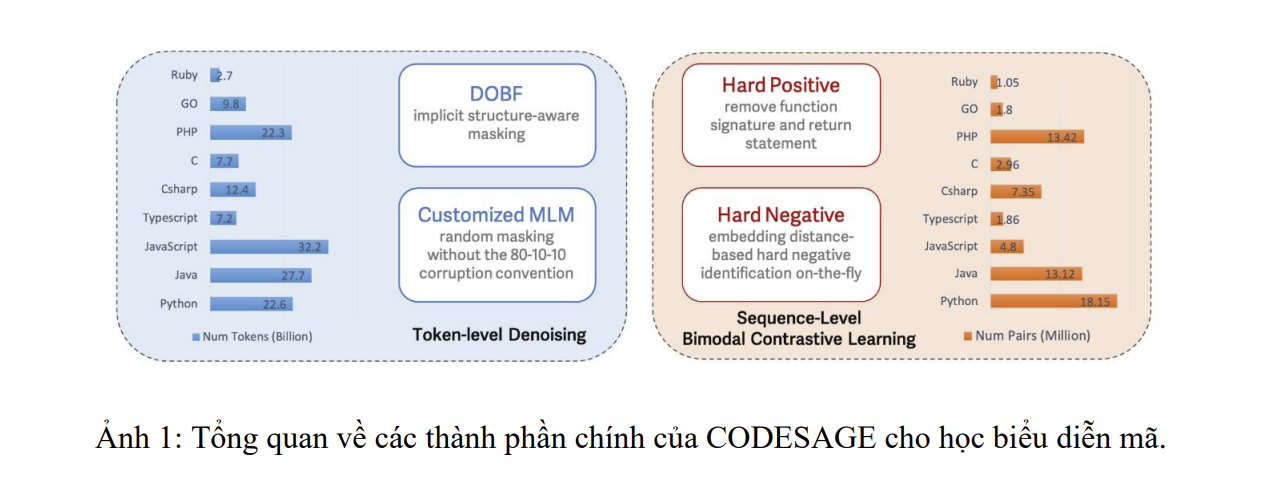 Ruby 2.7
GO 9.8
PHP 22.3
C 7.7
Csharp 12.4
Typescript 7.2
JavaScript 32.2
Java 27.7
Python 22.6
Num Tokens (Billion)
DOBF
implicit structure-aware
masking
Customized MLM
random masking
without the 80-10-10
corruption convention
Token-level Denoising
Hard Positive
remove function
signature and return
statement
Hard Negative
embedding distance-
based hard negative
identification on-the-fly
Sequence-Level
Bimodal Contrastive Learning
Ruby 1.05
GO 1.8
PHP 13.42
C 2.96
Csharp 7.35
Typescript 1.86
JavaScript 4.8
Java 13.12
Python 18.15
Num Pairs (Million)
Ảnh 1: Tổng quan về các thành phần chính của CODESAGE cho học biểu diễn mã.